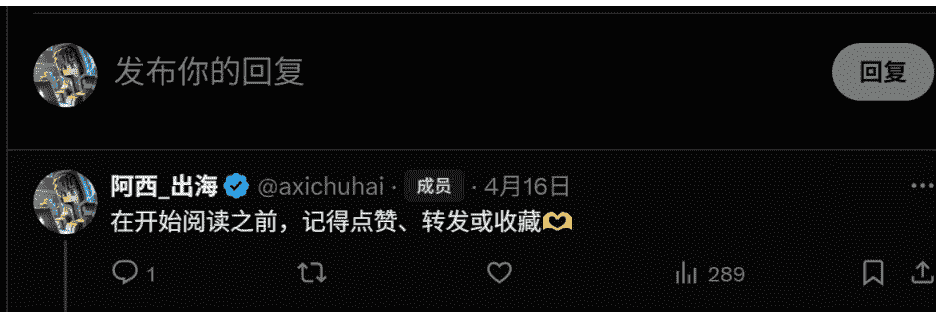 发布你的回复
回复
阿西_出海 @axichuhai · 成员 · 4月16日
在开始阅读之前，记得点赞、转发或收藏🫶
1 289